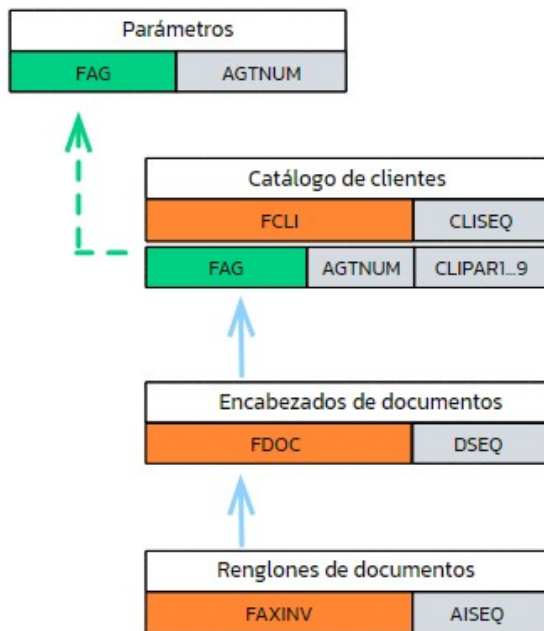 Parámetros
FAG AGTNUM
Catálogo de clientes
FCLI CLISEQ
FAG AGTNUM CLIPAR1...9
Encabezados de documentos
FDOC DSEQ
Renglones de documentos
FAXINV AISEQ